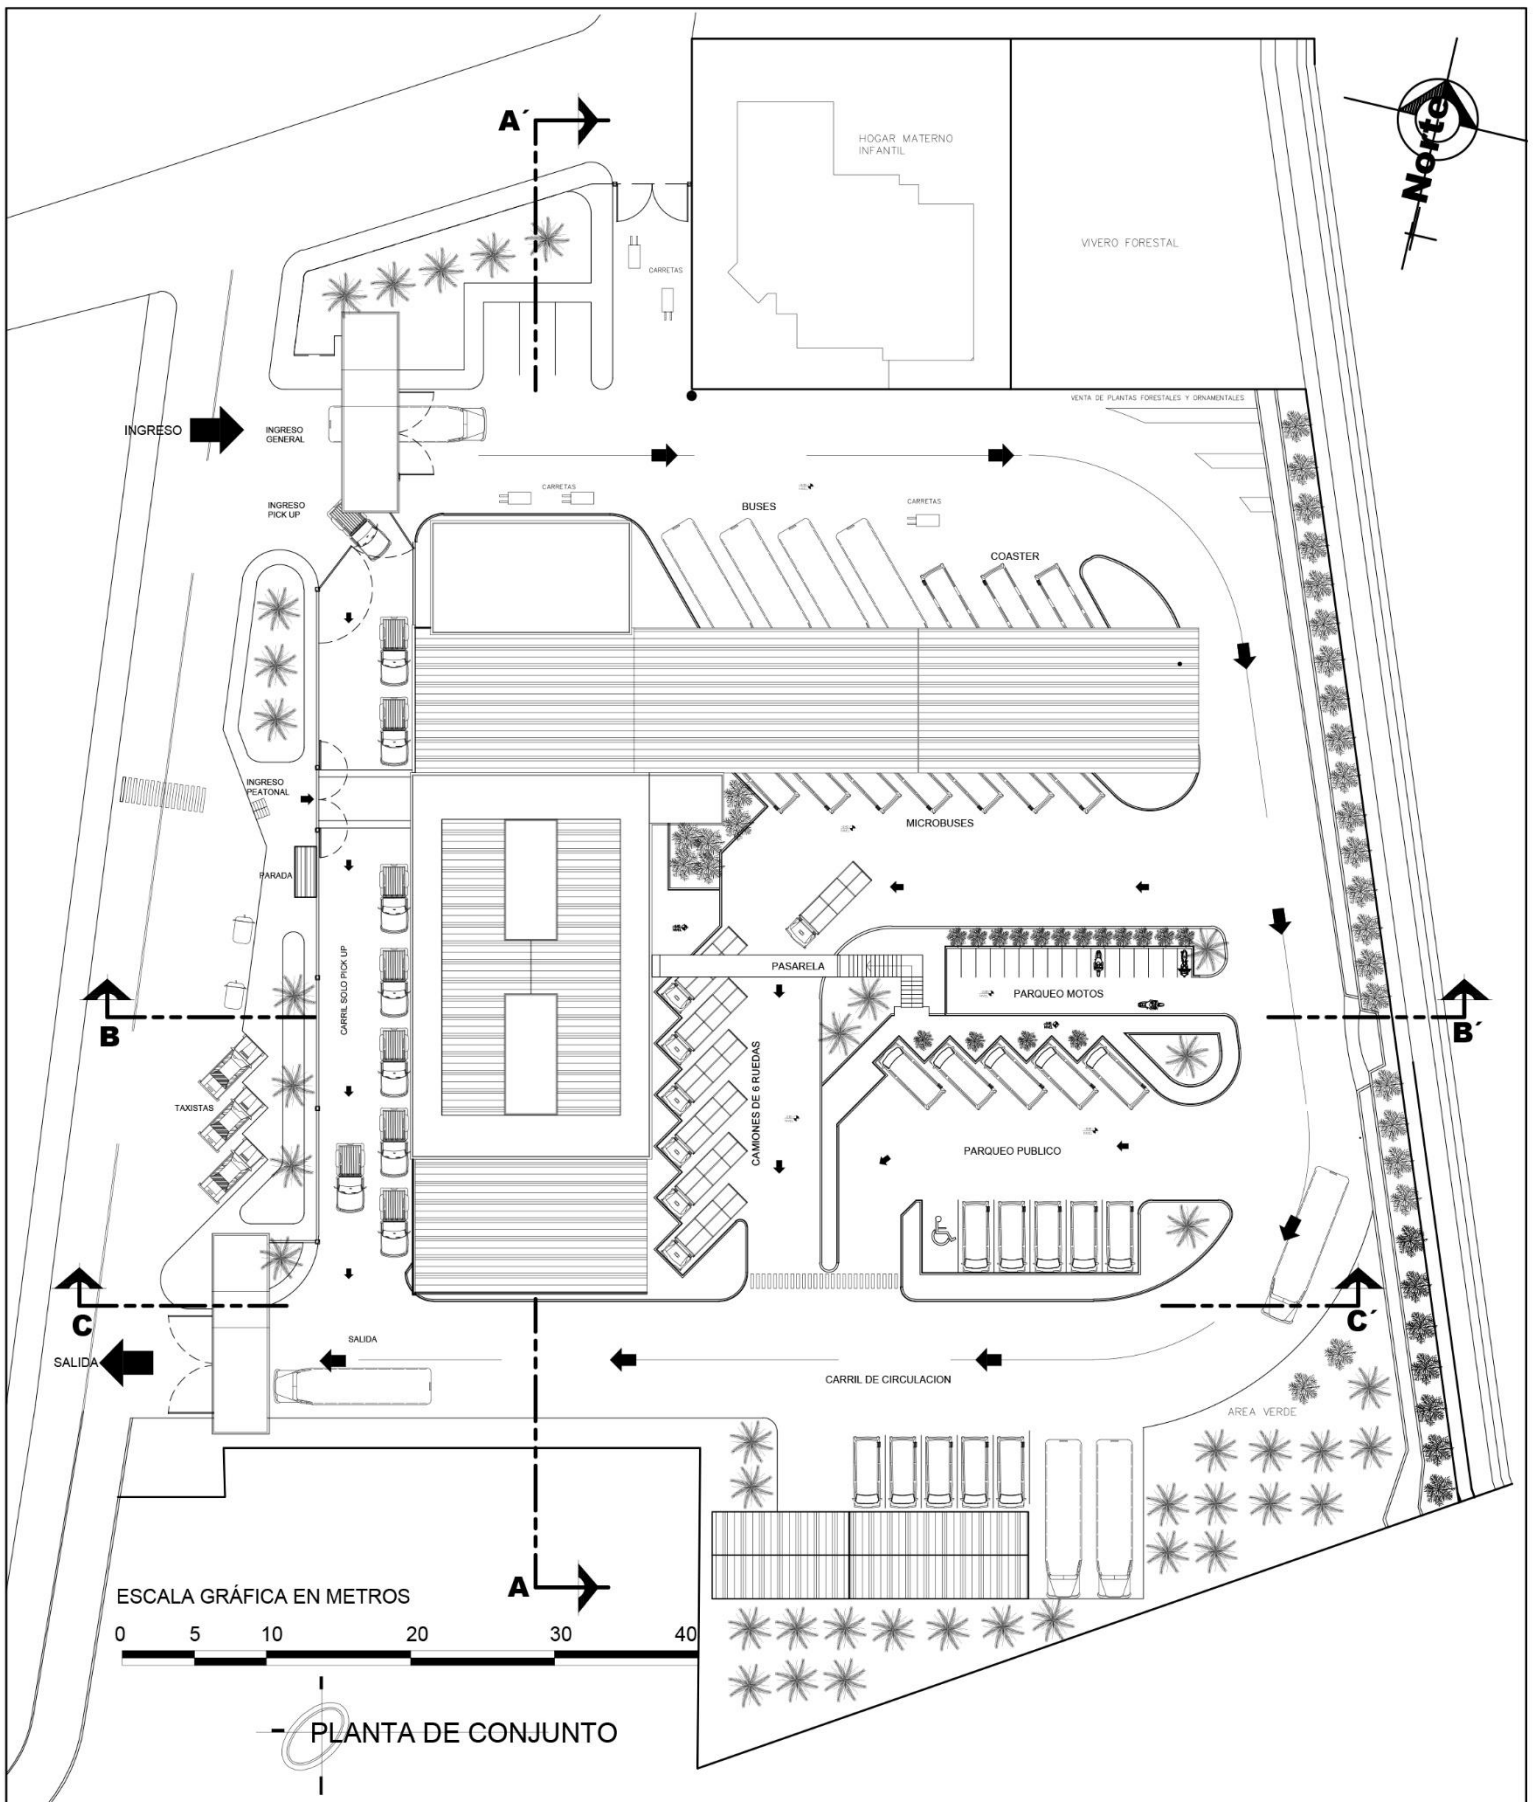 A´
Norte
HOGAR MATERNO
INFANTIL
VIVERO FORESTAL
CARRETAS
VENTA DE PLANTAS FORESTALES Y ORNAMENTALES
INGRESO
INGRESO
GENERAL
INGRESO
PICK UP
CARRETAS
BUSES
CARRETAS
COASTER
INGRESO
PEATONAL
MICROBUSES
PARADA
CARRIL SOLO PICK UP
PASARELA
PARQUEO MOTOS
B
B´
CAMIONES DE 6 RUEDAS
TAXISTAS
PARQUEO PUBLICO
C
C´
SALIDA
SALIDA
CARRIL DE CIRCULACION
AREA VERDE
A
ESCALA GRÁFICA EN METROS
0 5 10 20 30 40
PLANTA DE CONJUNTO